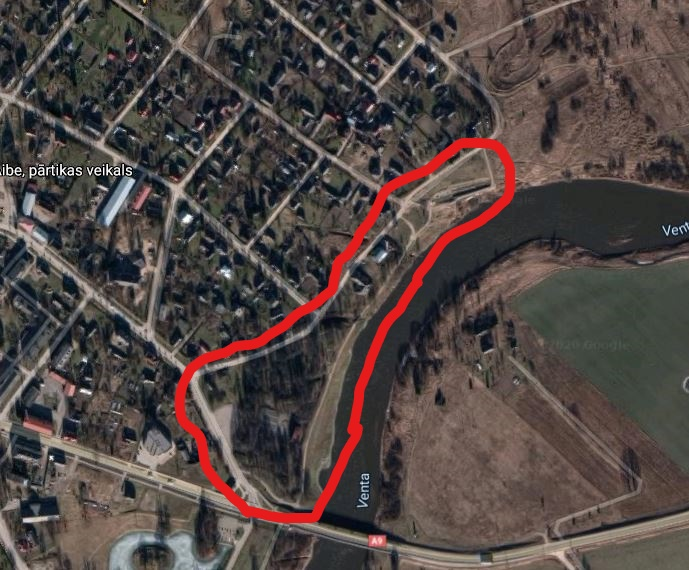 ibe, pārtikas veikals
Vent
©2020 Google
Venta
A9